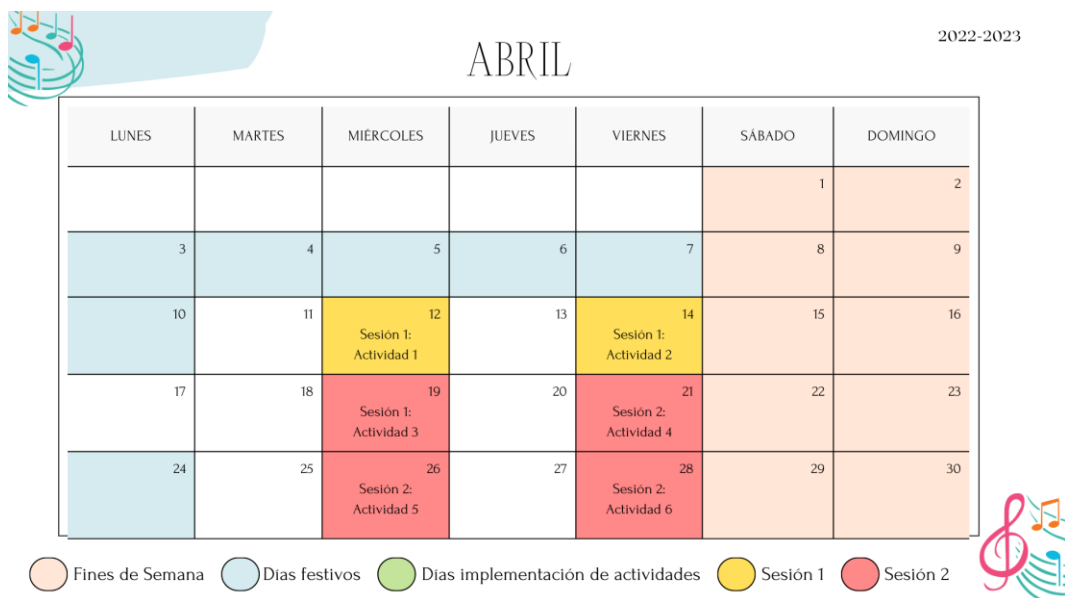 2022-2023
ABRIL
LUNES MARTES MIÉRCOLES JUEVES VIERNES SÁBADO DOMINGO
1 2
3 4 5 6 7 8 9
10 11 12 13 14 15 16
Sesión 1: Sesión 1:
Actividad 1 Actividad 2
17 18 19 20 21 22 23
Sesión 1: Sesión 2:
Actividad 3 Actividad 4
24 25 26 27 28 29 30
Sesión 2: Sesión 2:
Actividad 5 Actividad 6
Fines de Semana Días festivos Días implementación de actividades Sesión 1 Sesión 2